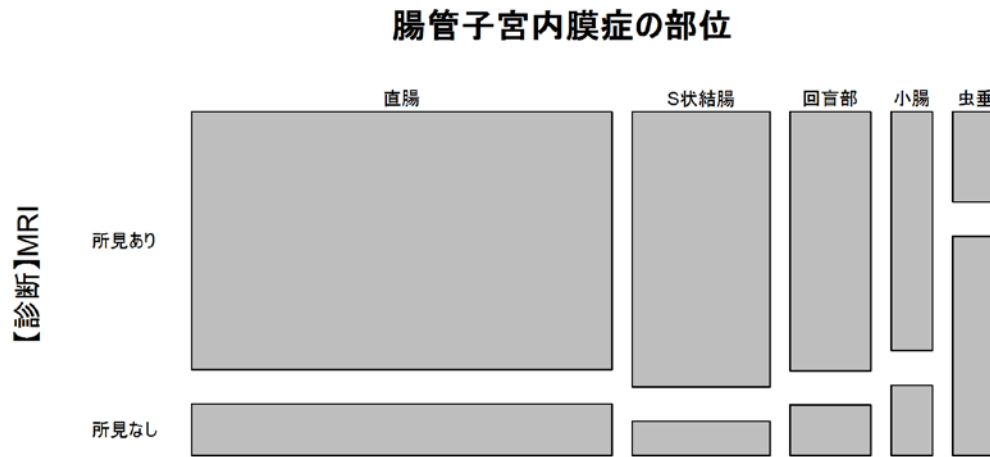 腸管子宮内膜症の部位
直腸
S状結腸
回盲部
小腸
虫垂
【診断】MRI
所見あり
所見なし